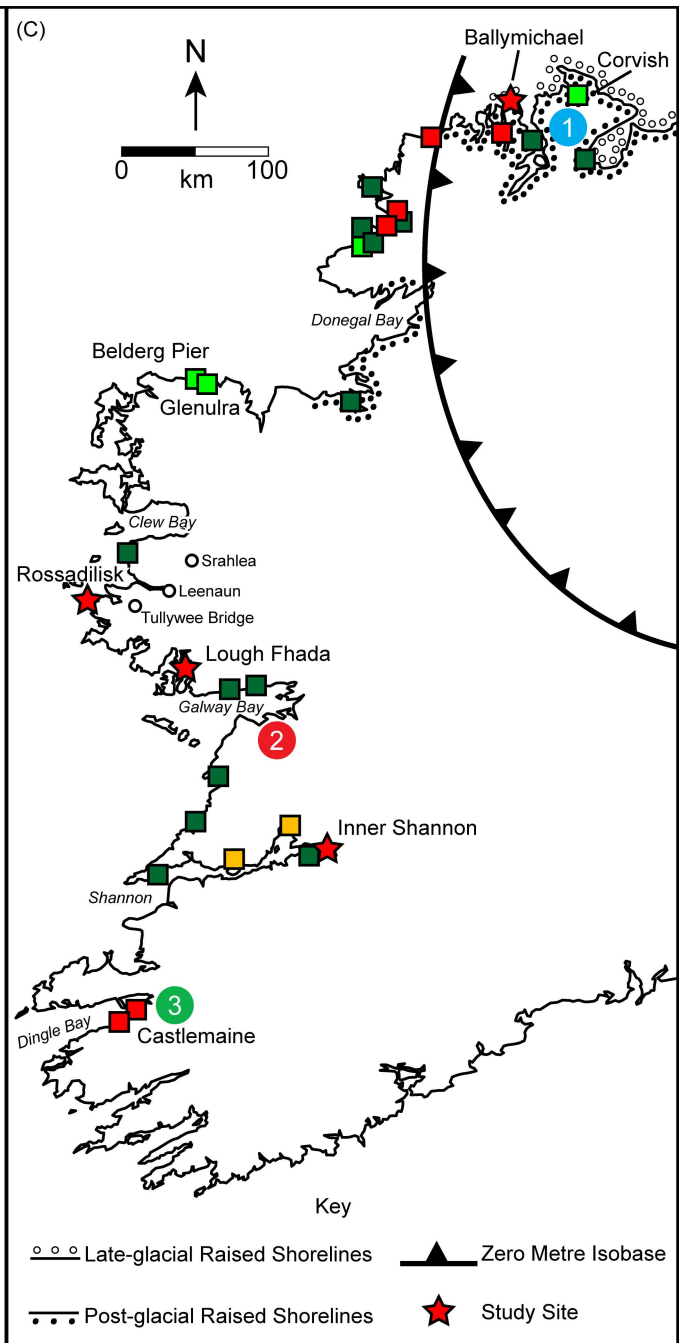 (C)
N
0 100
km
Ballymichael
Corvish
1
Donegal Bay
Belderg Pier
Glenulra
Clew Bay
Srahlea
Rossadilisk
Leenaun
Tullywee Bridge
Lough Fhada
Galway Bay
2
Inner Shannon
Shannon
3
Dingle Bay
Castlemaine
Key
Late-glacial Raised Shorelines
Zero Metre Isobase
Post-glacial Raised Shorelines
Study Site